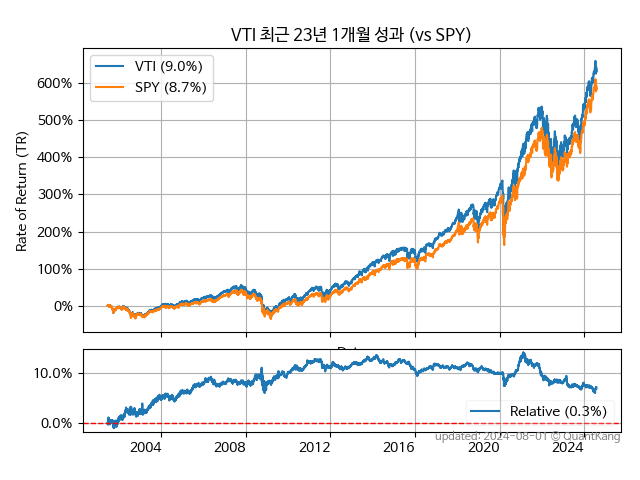 VTI 최근 23년 1개월 성과 (vs SPY)
VTI (9.0%)
SPY (8.7%)
Rate of Return (TR)
600%
500%
400%
300%
200%
100%
0%
2004
2008
2012
2016
2020
2024
10.0%
0.0%
Relative (0.3%)
updated: 2024-08-01 © QuantKang